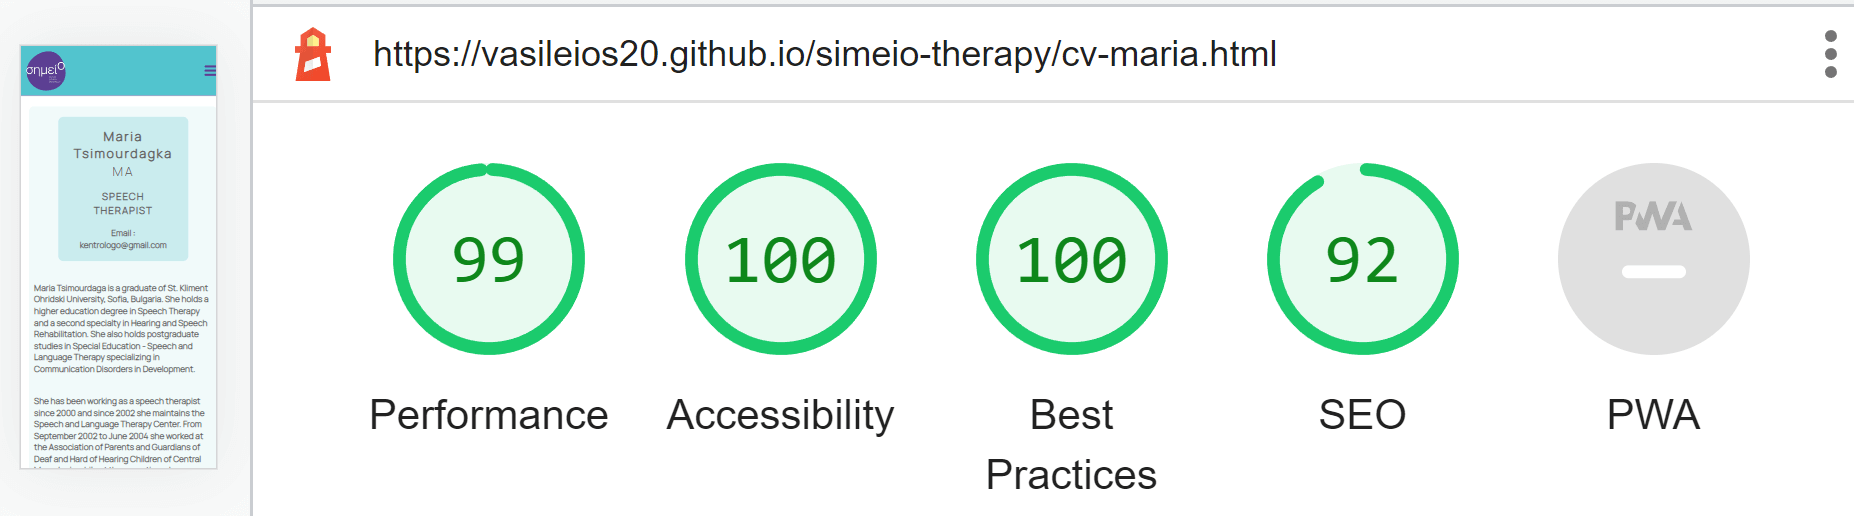 σημείο
Maria
Tsimourdagka
MA
SPEECH
THERAPIST
Email :
kentrologo@gmail.com
Maria Tsimourdaga is a graduate of St. Kliment
Ohridski University, Sofia, Bulgaria. She holds a
higher education degree in Speech Therapy
and a second specialty in Hearing and Speech
Rehabilitation. She also holds postgraduate
studies in Special Education - Speech and
Language Therapy specializing in
Communication Disorders in Development.
She has been working as a speech therapist
since 2000 and since 2002 she maintains the
Speech and Language Therapy Center. From
September 2002 to June 2004 she worked at
the Association of Parents and Guardians of
Deaf and Hard of Hearing Children of Central
https://vasileios20.github.io/simeio-therapy/cv-maria.html
99
100
100
92
PWA
Performance
Accessibility
Best
Practices
SEO
PWA